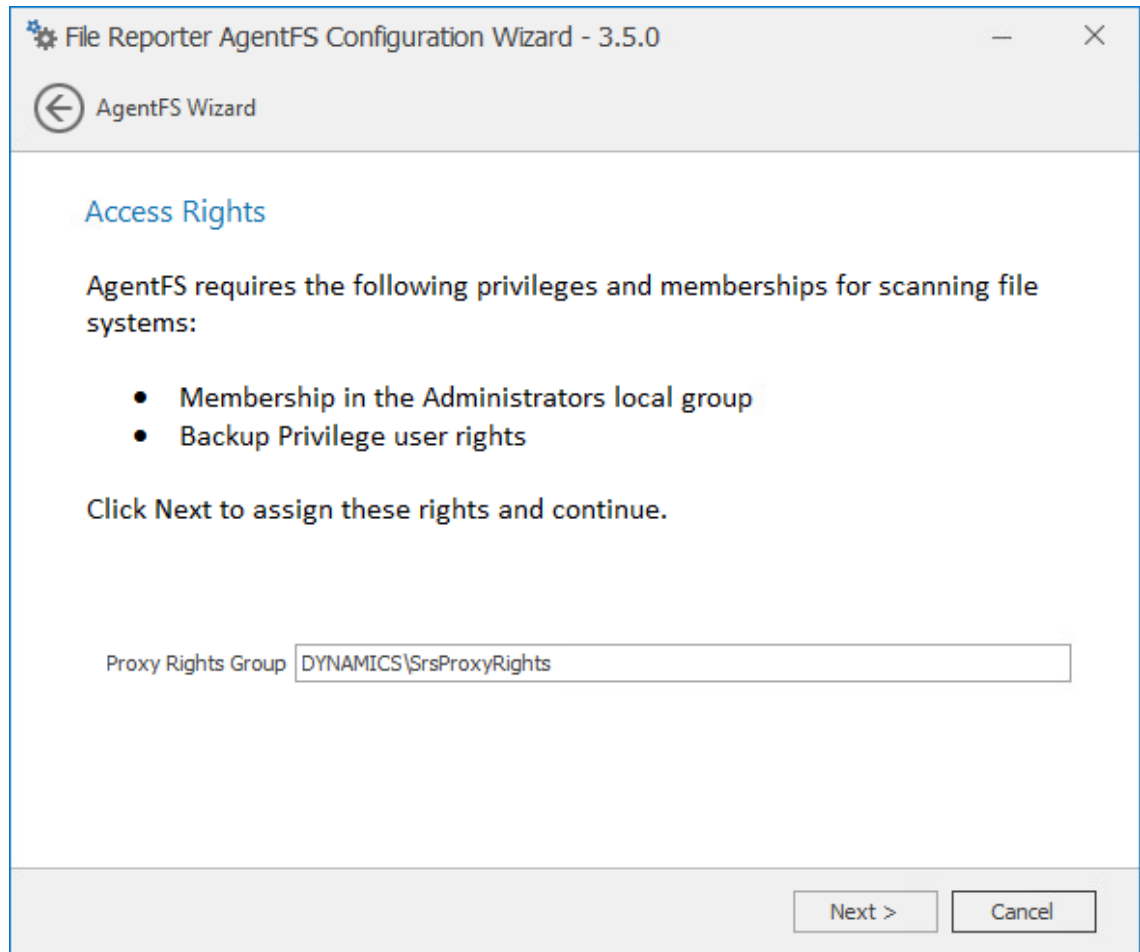 File Reporter AgentFS Configuration Wizard - 3.5.0
AgentFS Wizard
Access Rights
AgentFS requires the following privileges and memberships for scanning file
systems:
• Membership in the Administrators local group
• Backup Privilege user rights
Click Next to assign these rights and continue.
Proxy Rights Group DYNAMICS\SrsProxyRights
Next > Cancel